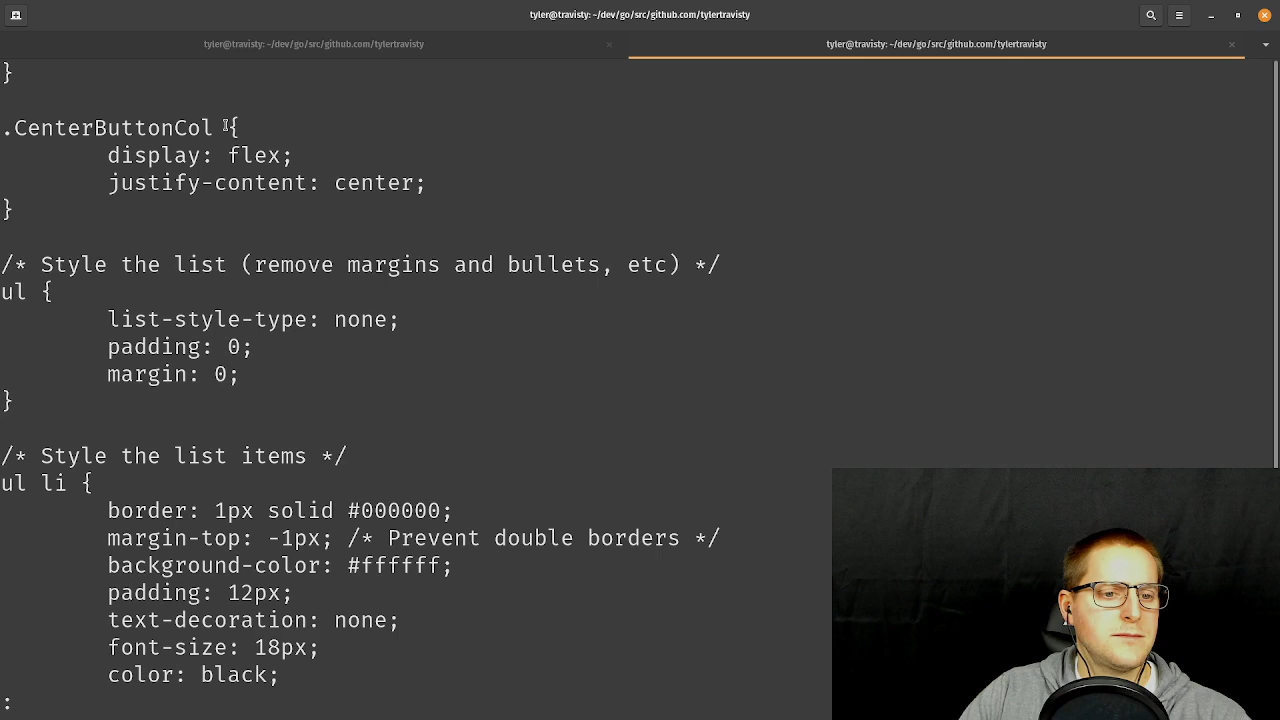 tyler@travisty: ~/dev/go/src/github.com/tylertravisty
tyler@travisty: ~/dev/go/src/github.com/tylertravisty
tyler@travisty: ~/dev/go/src/github.com/tylertravisty
}
.CenterButtonCol {
display: flex;
justify-content: center;
}
/* Style the list (remove margins and bullets, etc) */
ul {
list-style-type: none;
padding: 0;
margin: 0;
}
/* Style the list items */
ul li {
border: 1px solid #000000;
margin-top: -1px; /* Prevent double borders */
background-color: #ffffff;
padding: 12px;
text-decoration: none;
font-size: 18px;
color: black;
: